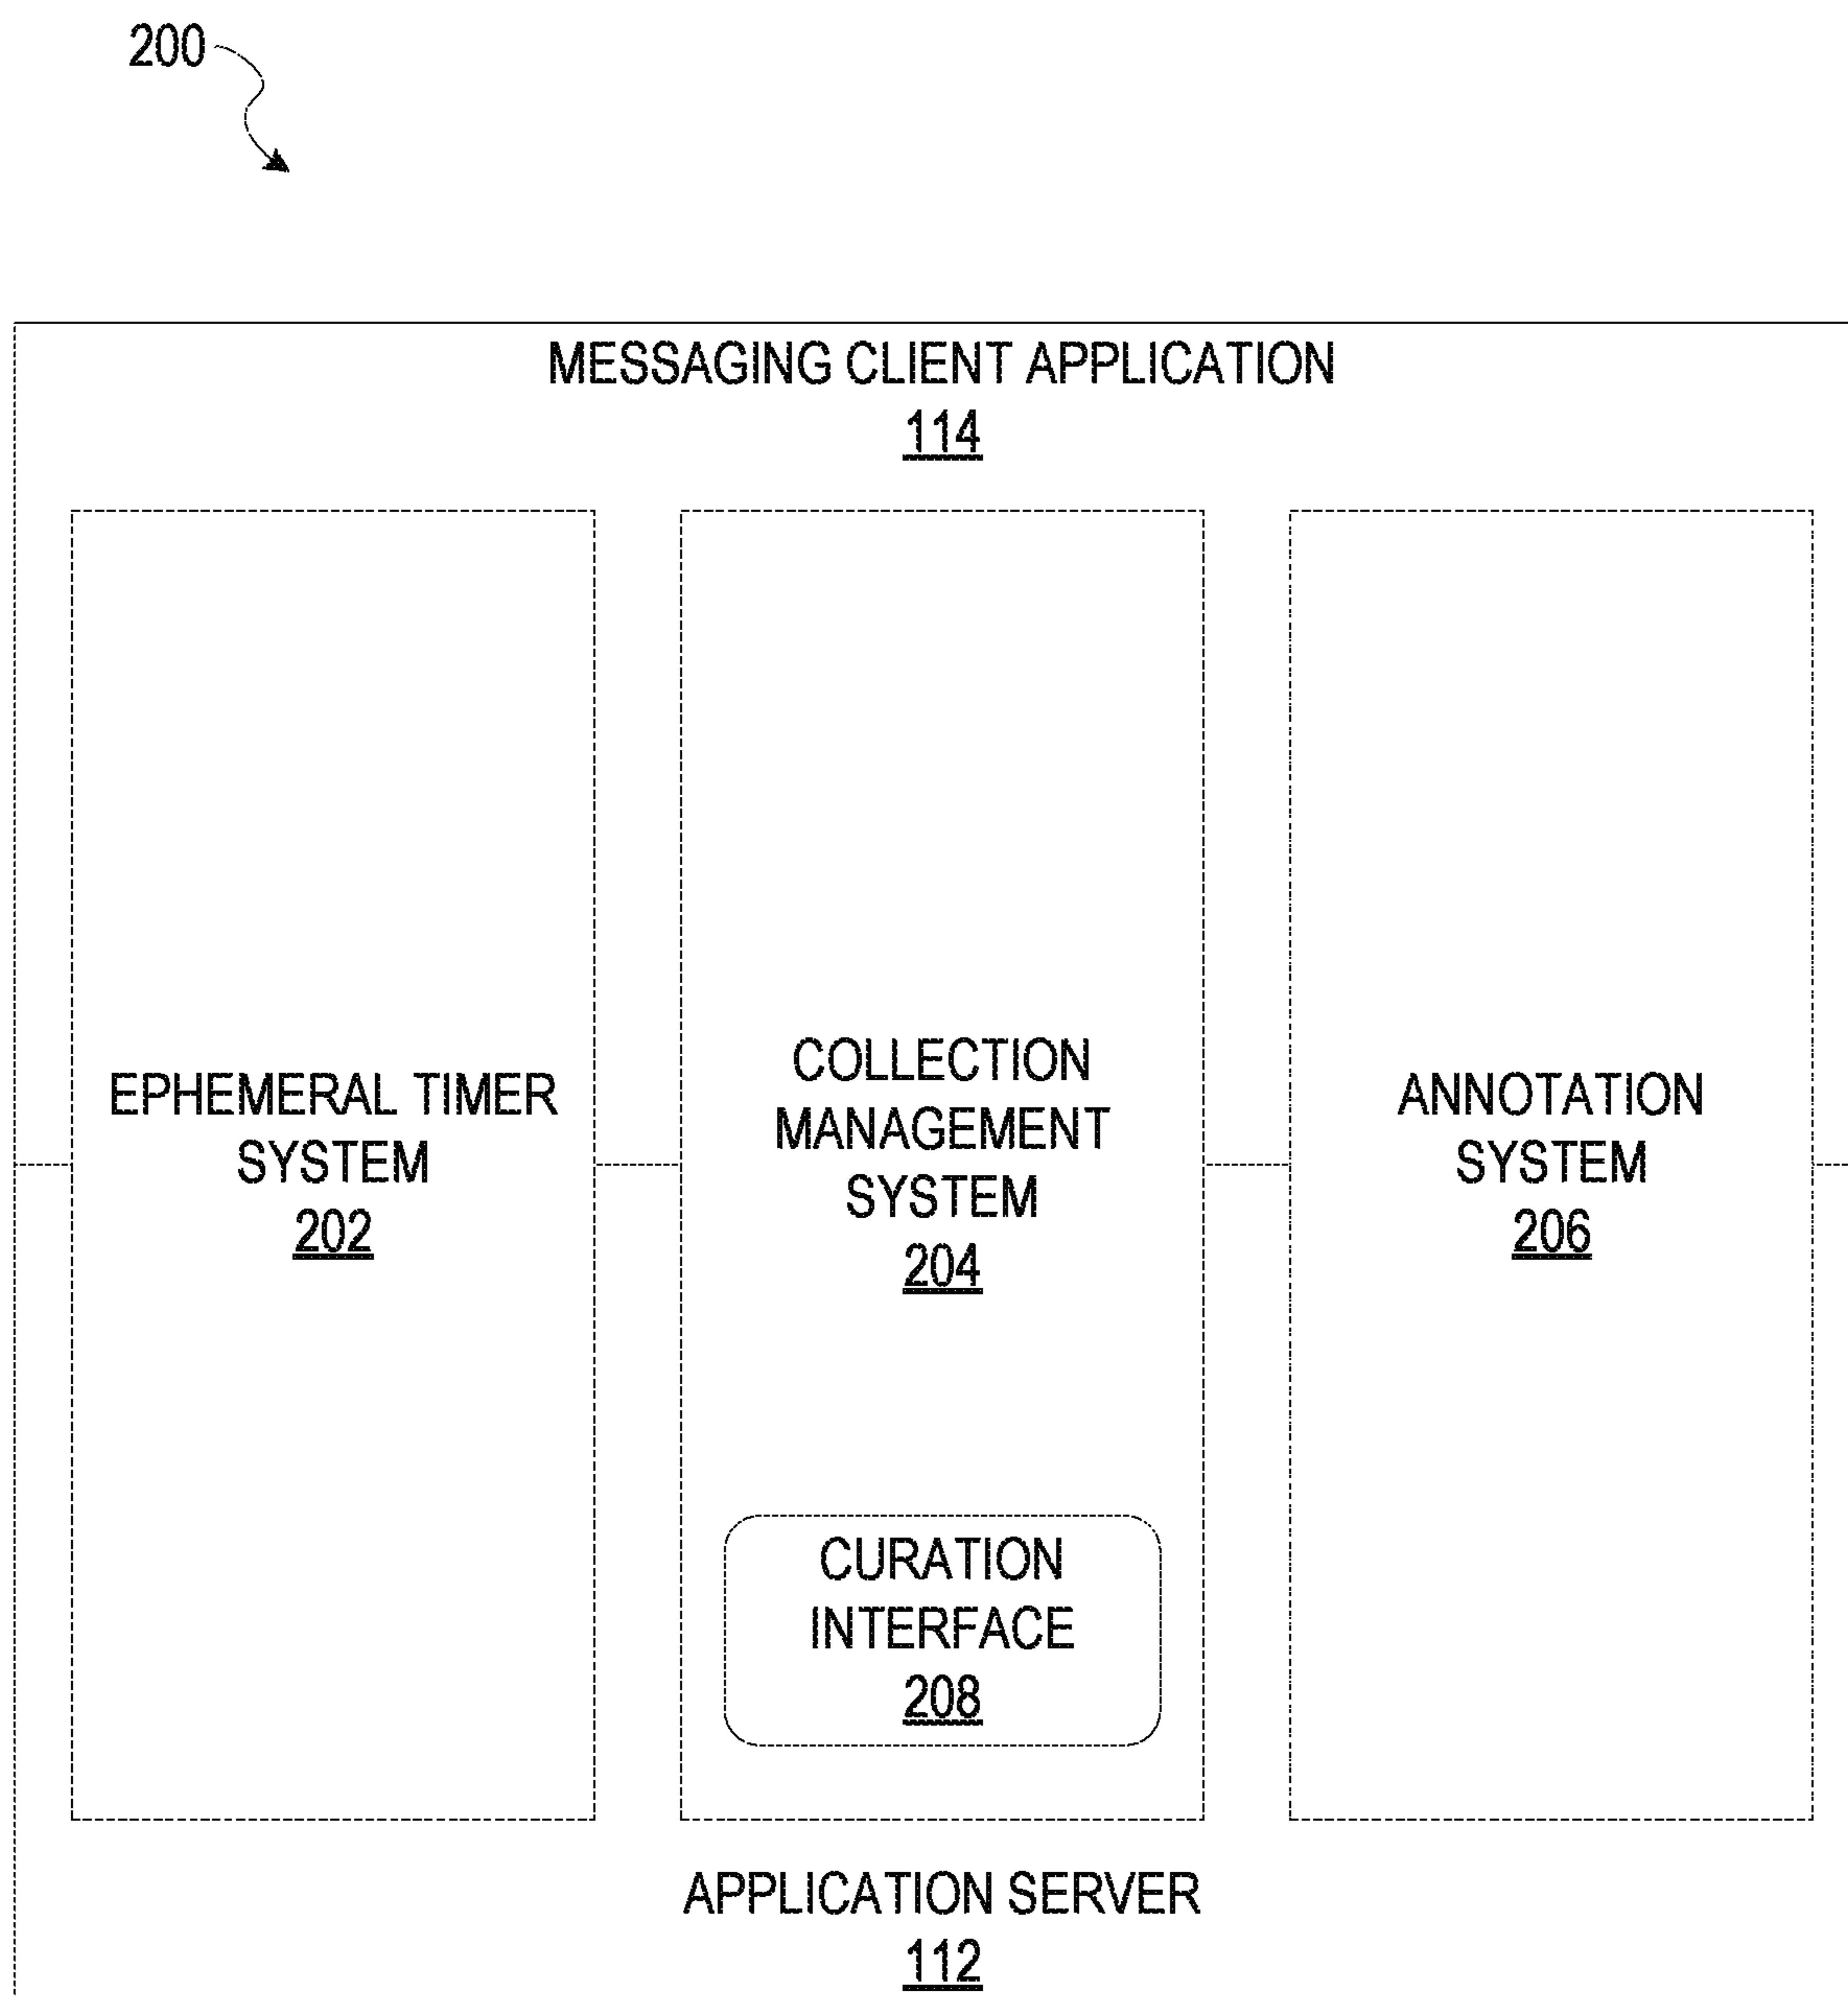 200
MESSAGING CLIENT APPLICATION
114
EPHEMERAL TIMER
SYSTEM
202
COLLECTION
MANAGEMENT
SYSTEM
204
ANNOTATION
SYSTEM
206
CURATION
INTERFACE
208
APPLICATION SERVER
112